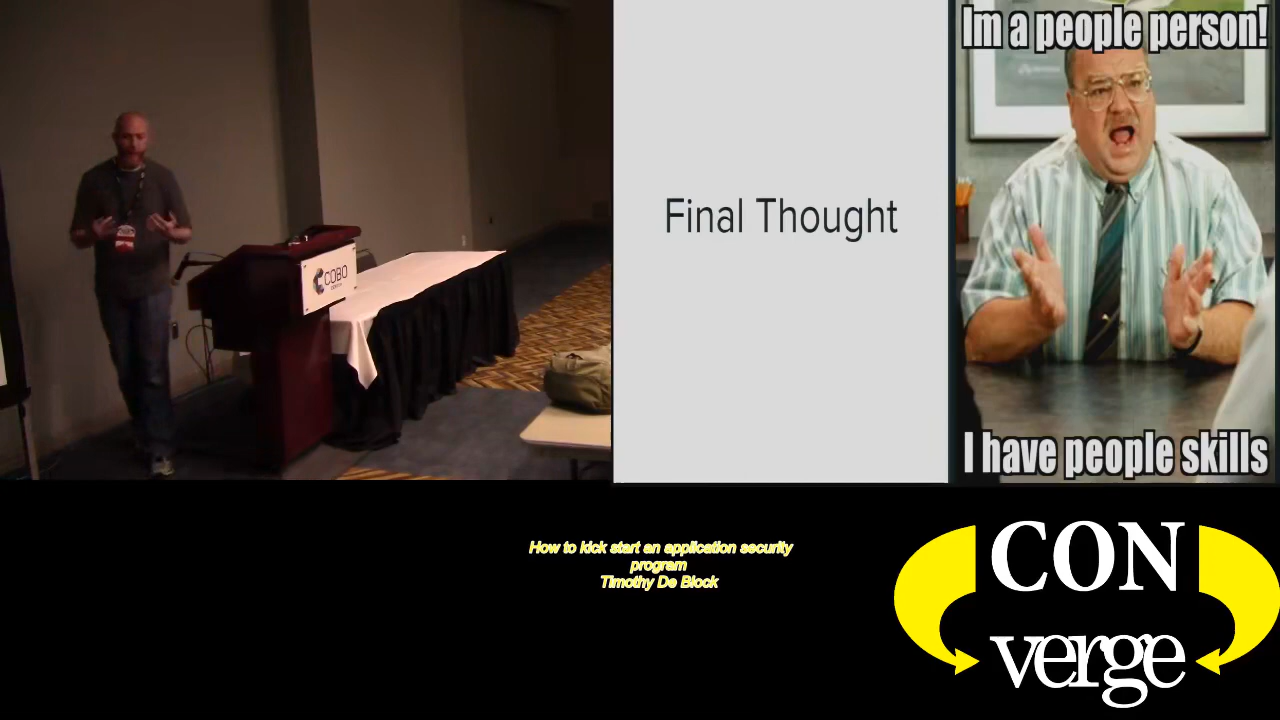 COBO
Final Thought
Im a people person!
I have people skills
How to kick start an application security
program
Timothy De Block
CON
verge